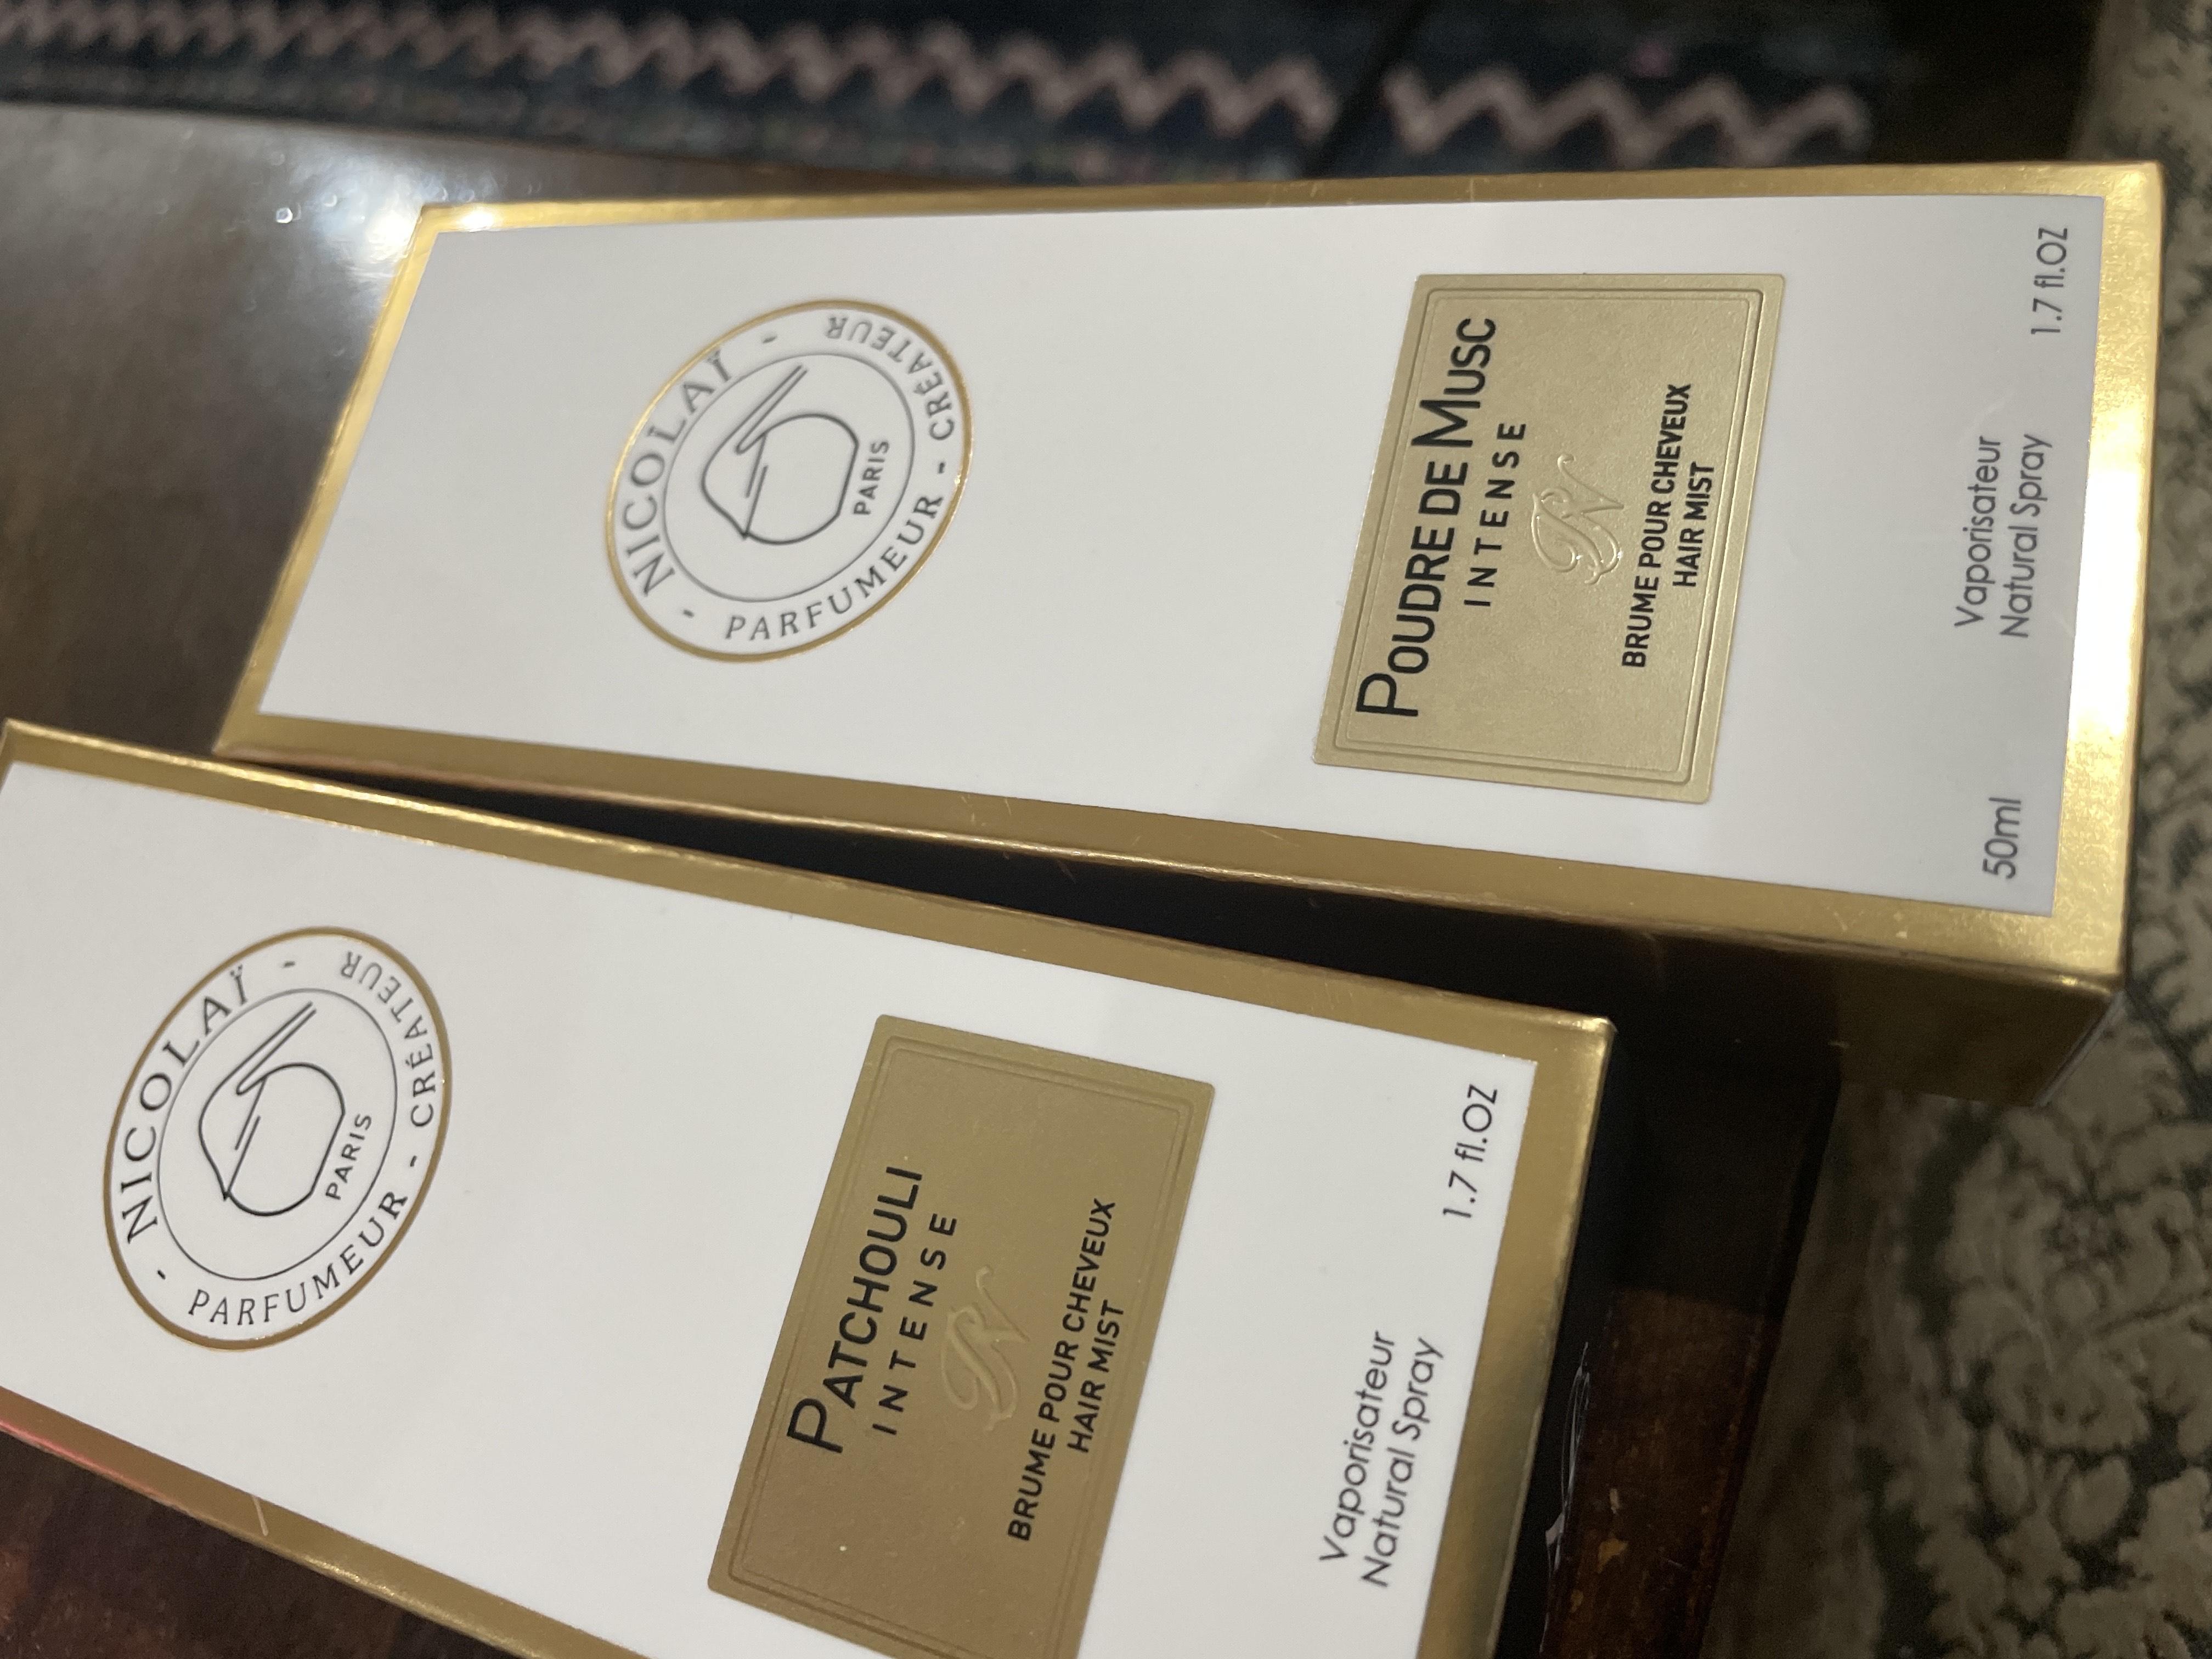 NICOLAÏ - CRÉATEUR - PARFUMEUR -
PARIS
POUDRE DE MUSC
INTENSE
BRUME POUR CHEVEUX
HAIR MIST
Vaporisateur
Natural Spray
50ml
1.7 fl.OZ
NICOLAÏ - CRÉATEUR - PARFUMEUR -
PARIS
PATCHOULI
INTENSE
BRUME POUR CHEVEUX
HAIR MIST
Vaporisateur
Natural Spray
1.7 fl.OZ